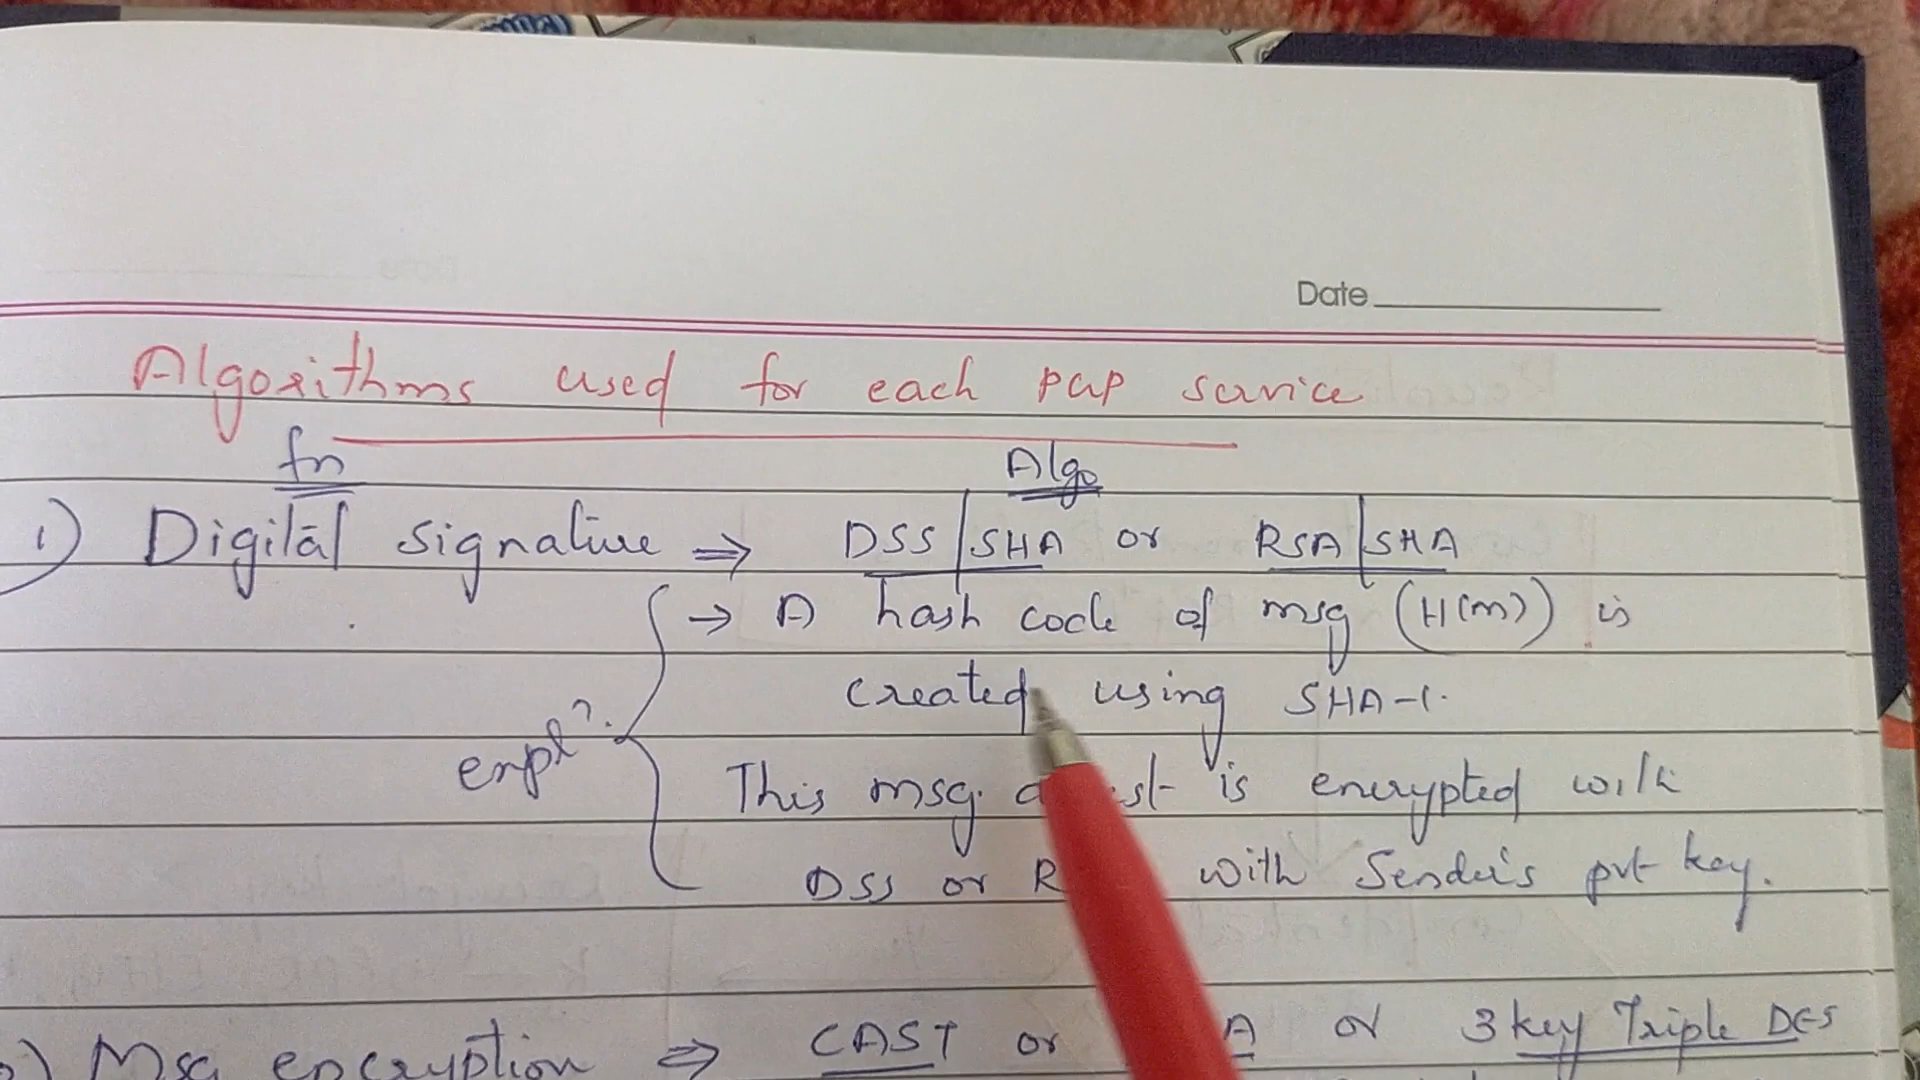 Date
Algorithms used for each PGP service
fn Algo
1) Digital Signature ⇒ DSS | SHA or RSA | SHA
→ A hash code of msg (H(m)) is
created using SHA-1.
expl?.
This msg. is encrypted with
DSS or with Sender's pvt key.
Msg encryption ⇒ CAST or or 3 key Triple DES